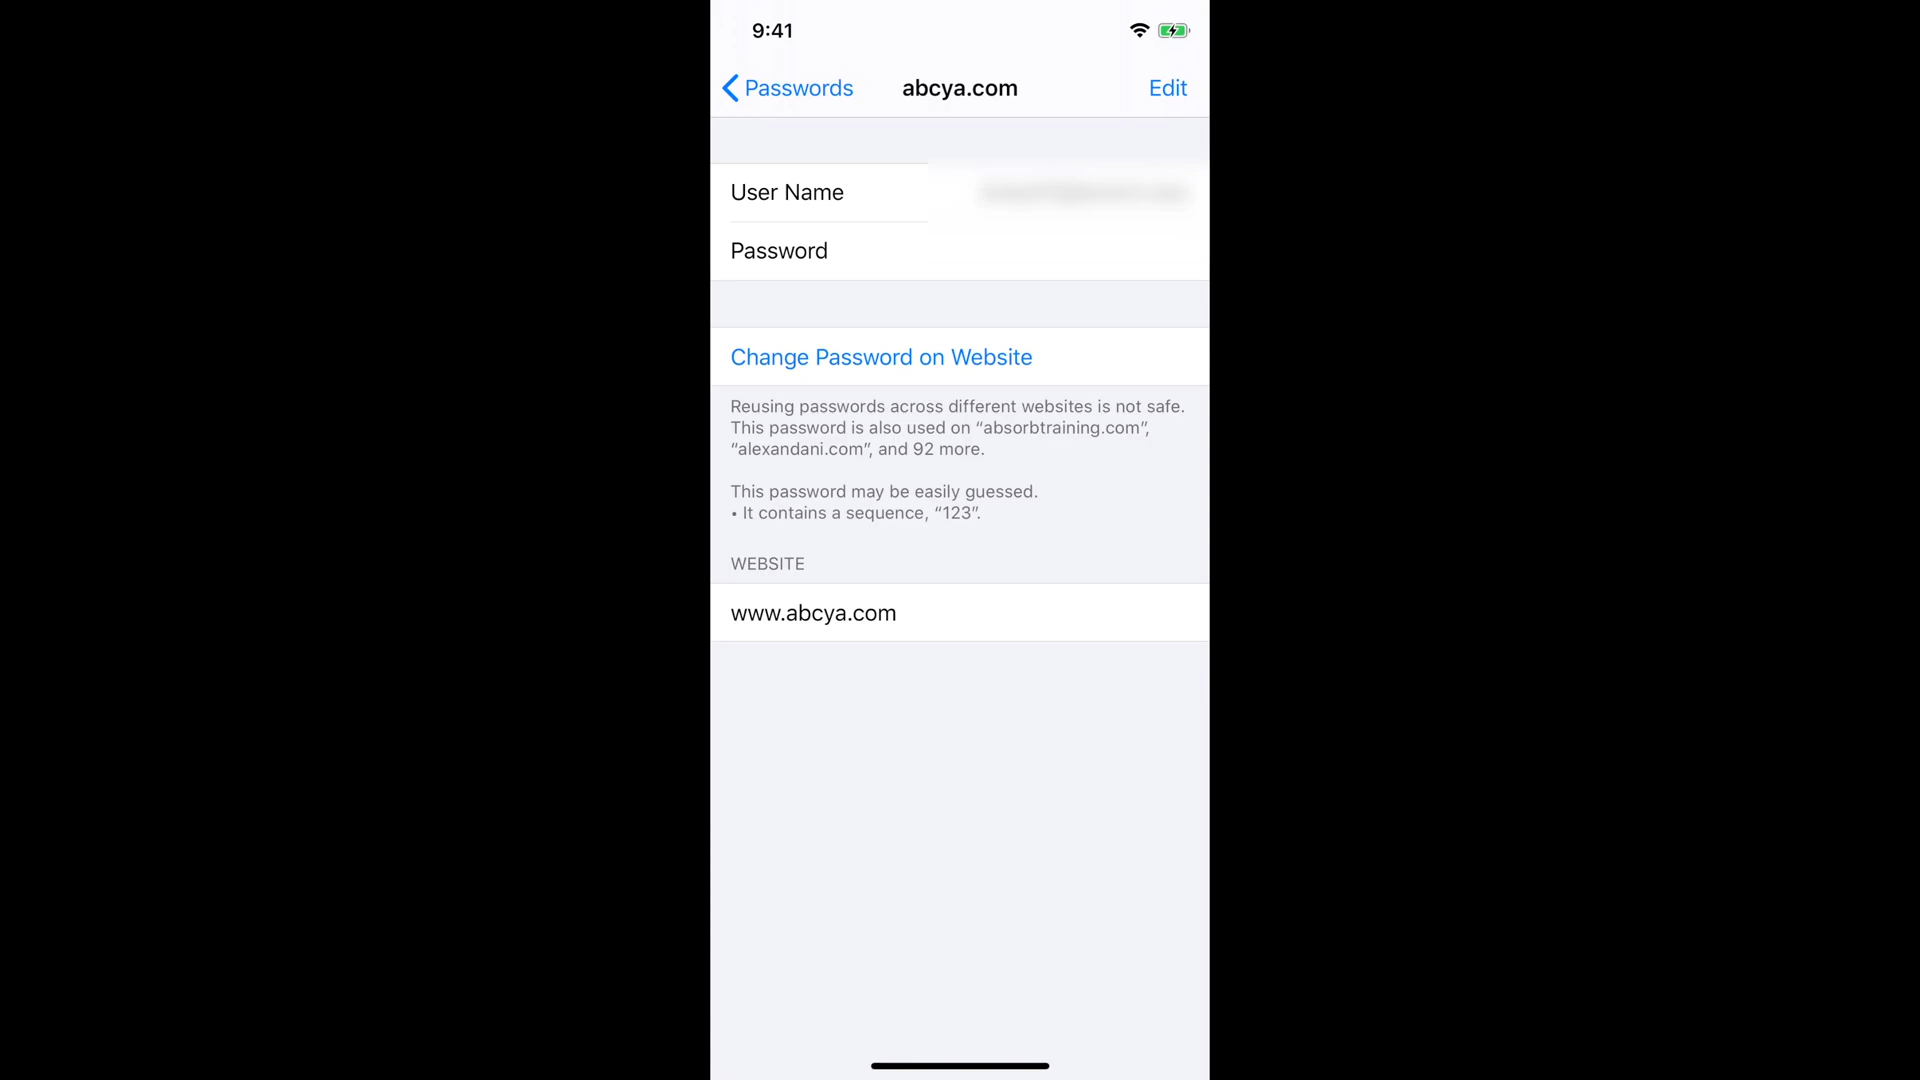 9:41
Passwords
abcya.com
Edit
User Name
Password
Change Password on Website
Reusing passwords across different websites is not safe.
This password is also used on “absorbtraining.com”,
“alexandani.com”, and 92 more.
This password may be easily guessed.
• It contains a sequence, “123”.
WEBSITE
www.abcya.com